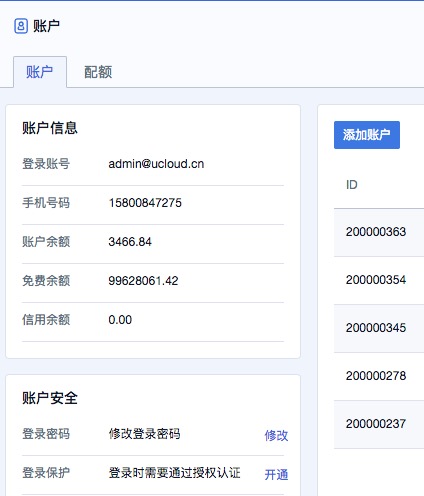 账户
账户 配额
账户信息
登录账号 admin@ucloud.cn
手机号码 15800847275
账户余额 3466.84
免费余额 99628061.42
信用余额 0.00
账户安全
登录密码 修改登录密码 修改
登录保护 登录时需要通过授权认证 开通
添加账户
ID
200000363
200000354
200000345
200000278
200000237